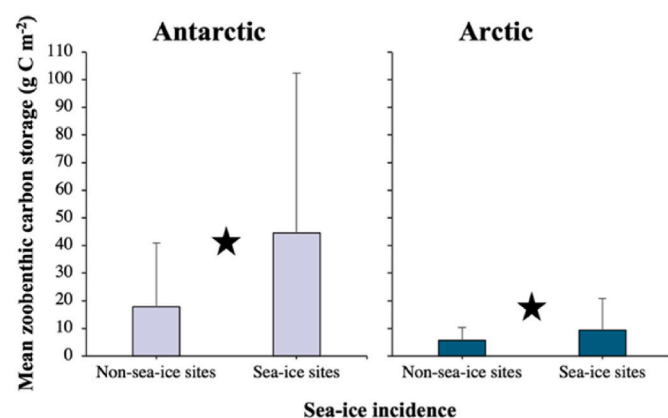 Antarctic
Arctic
Mean zoobenthic carbon storage (g C m⁻²)
110
100
90
80
70
60
50
40
30
20
10
0
Non-sea-ice sites
Sea-ice sites
Non-sea-ice sites
Sea-ice sites
Sea-ice incidence